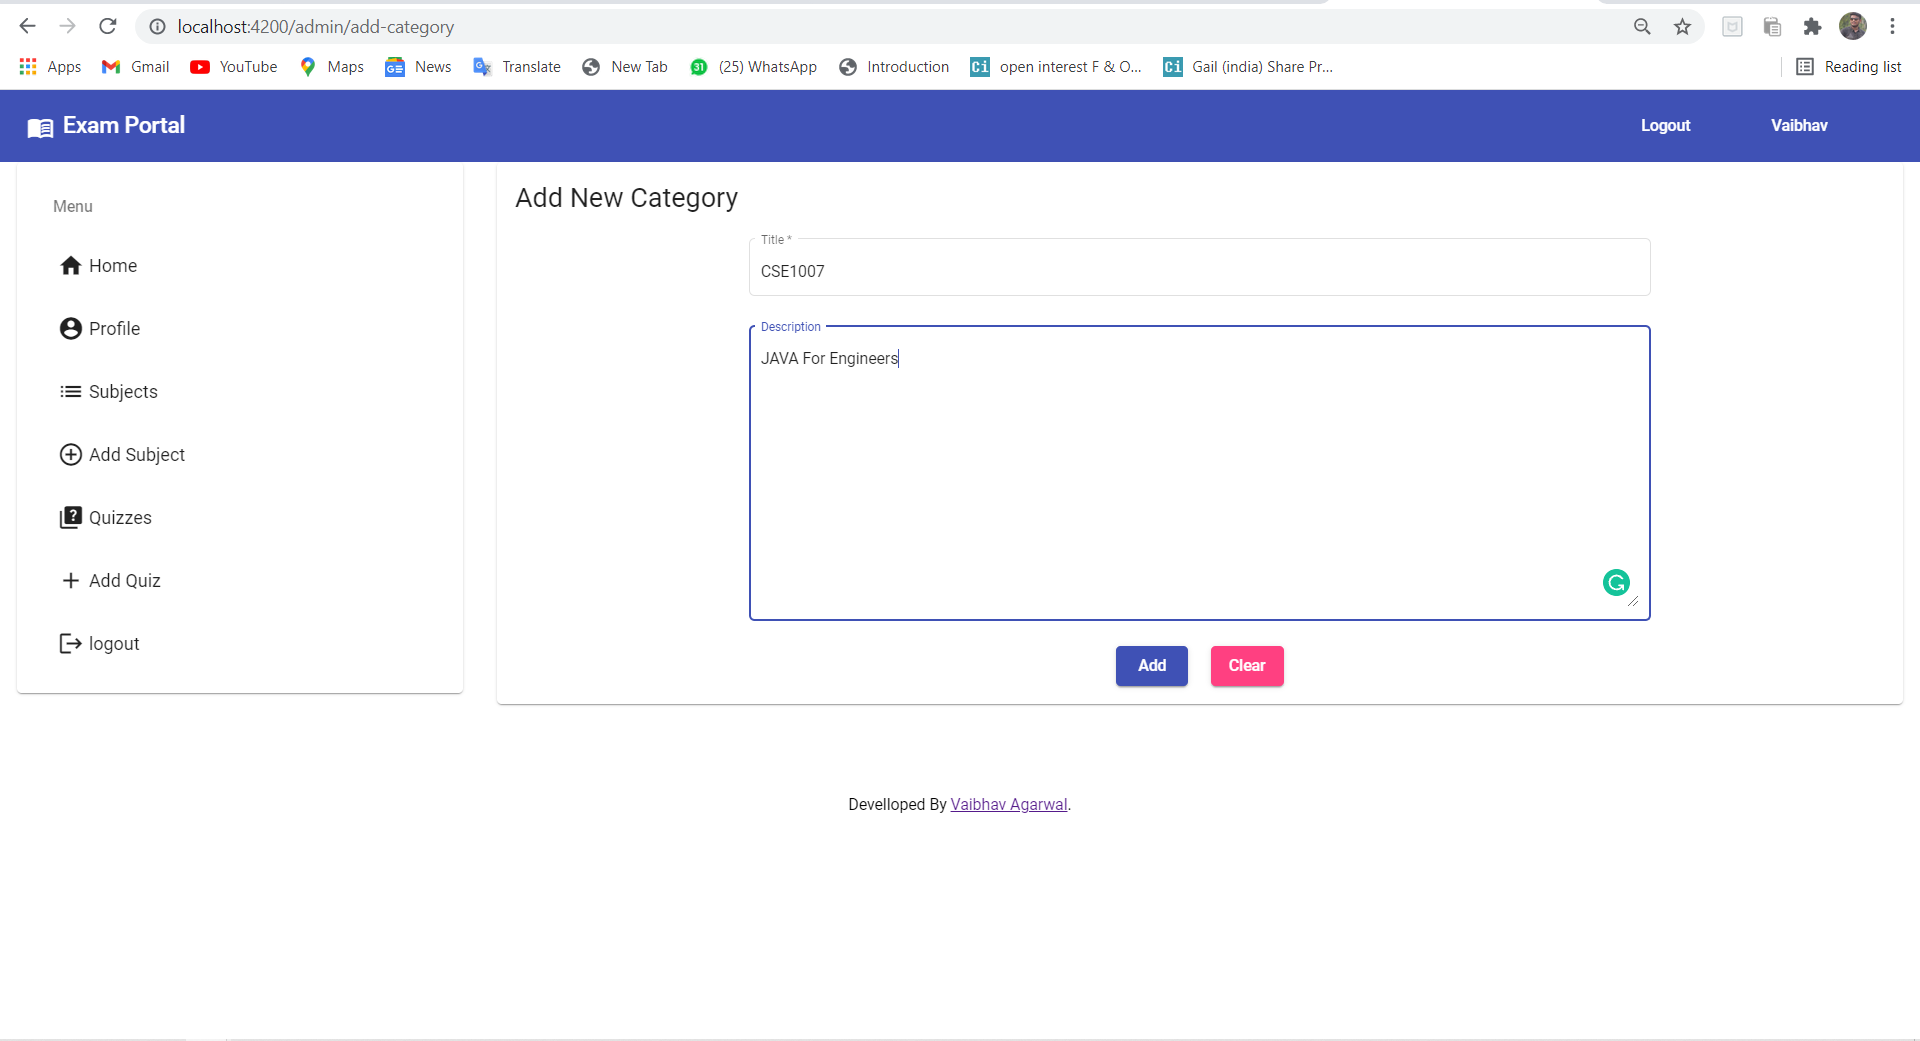 localhost:4200/admin/add-category
Apps Gmail YouTube Maps News Translate New Tab (25) WhatsApp Introduction open interest F & O... Gail (india) Share Pr... Reading list
Exam Portal Logout Vaibhav
Menu
Home
Profile
Subjects
Add Subject
Quizzes
Add Quiz
logout
Add New Category
Title *
CSE1007
Description
JAVA For Engineers
Add Clear
Develloped By Vaibhav Agarwal.